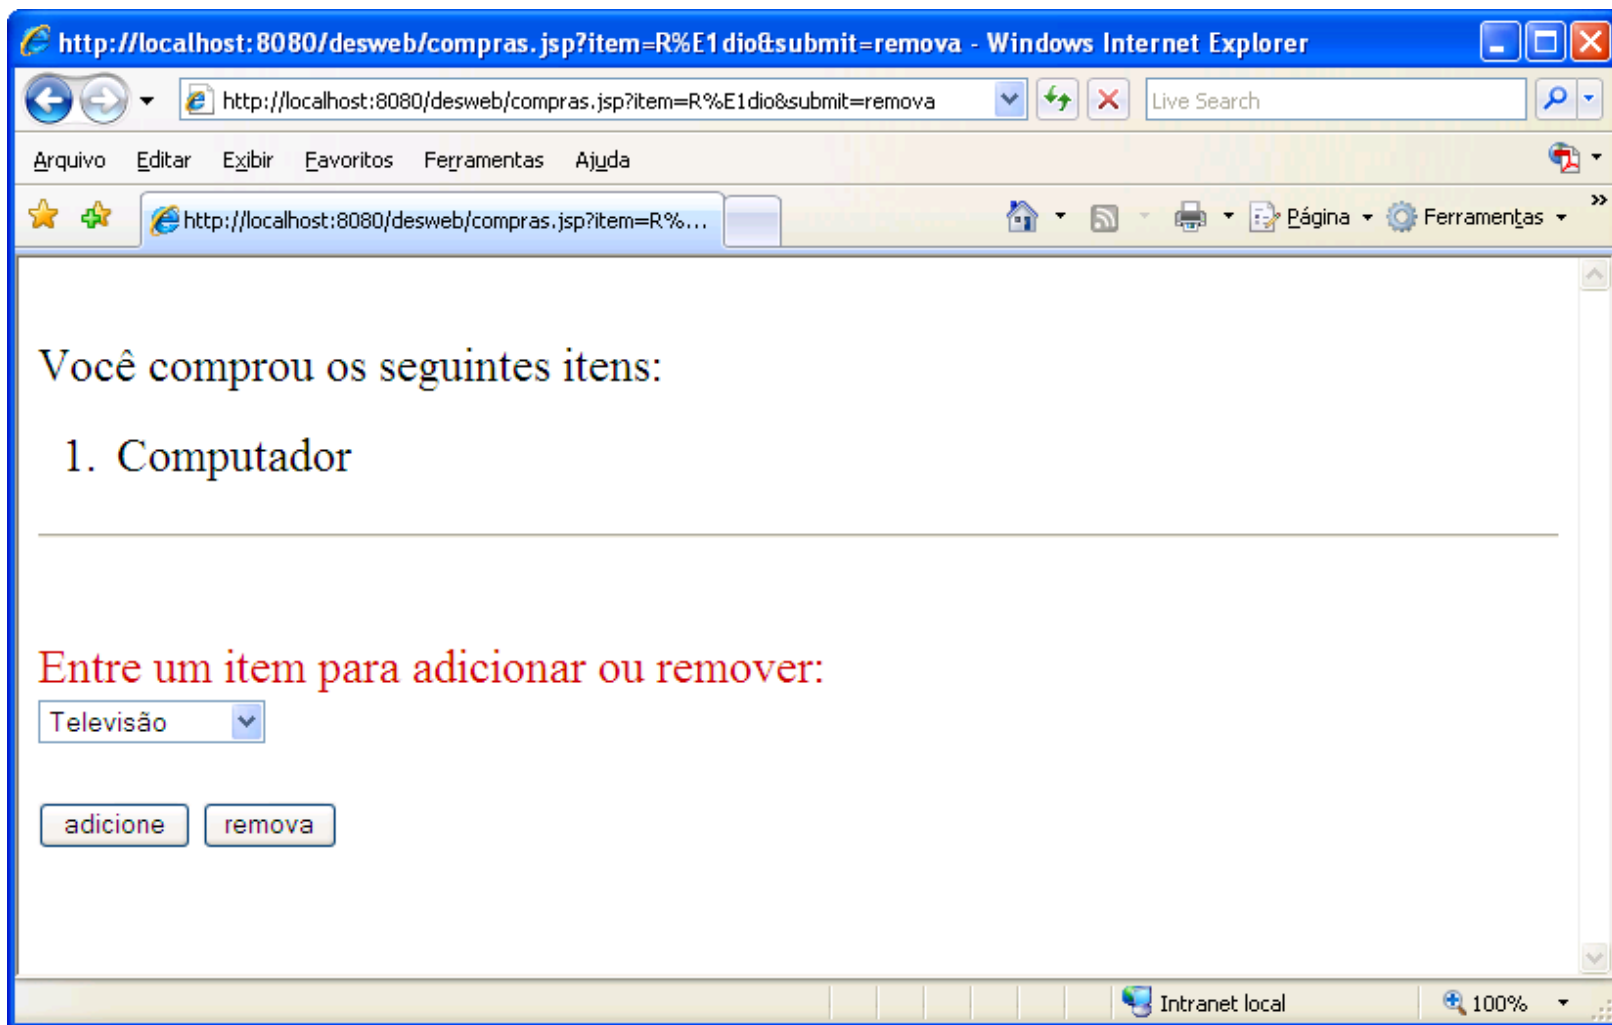 http://localhost:8080/desweb/compras.jsp?item=R%E1dio&submit=remova - Windows Internet Explorer
http://localhost:8080/desweb/compras.jsp?item=R%E1dio&submit=remova
Live Search
Arquivo Editar Exibir Favoritos Ferramentas Ajuda
http://localhost:8080/desweb/compras.jsp?item=R%...
Página Ferramentas »
Você comprou os seguintes itens:
1. Computador
Entre um item para adicionar ou remover:
Televisão
adicione remova
Intranet local 100%